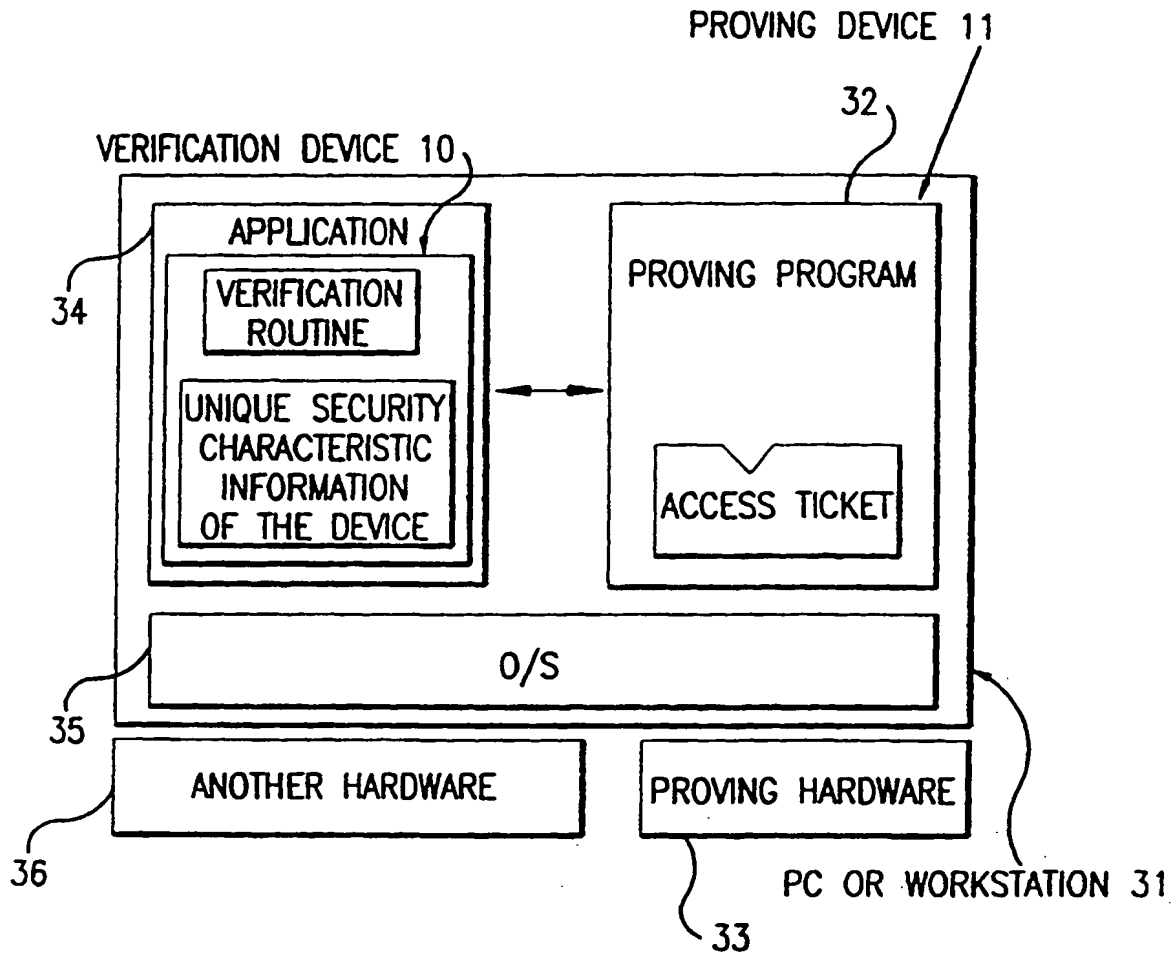 PROVING DEVICE 11
32
VERIFICATION DEVICE 10
APPLICATION
34
VERIFICATION
ROUTINE
UNIQUE SECURITY
CHARACTERISTIC
INFORMATION
OF THE DEVICE
PROVING PROGRAM
ACCESS TICKET
O/S
35
ANOTHER HARDWARE
PROVING HARDWARE
36
PC OR WORKSTATION 31
33